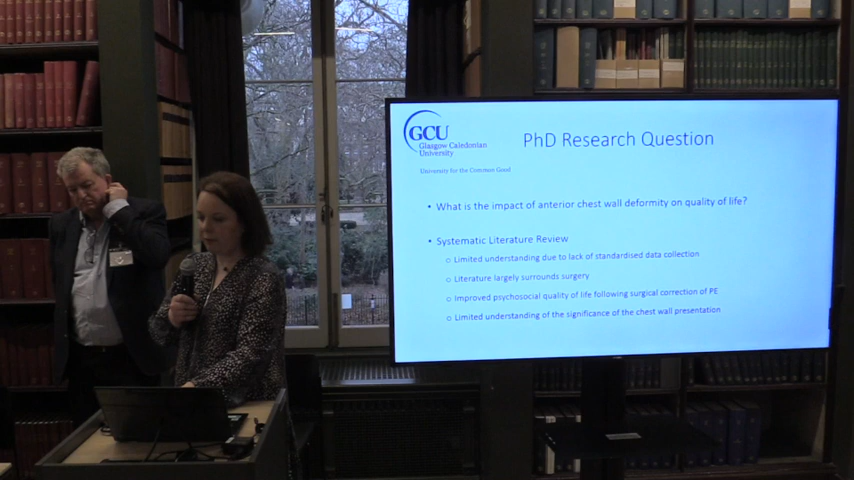 GCU
Glasgow Caledonian
University
University for the Common Good
PhD Research Question
• What is the impact of anterior chest wall deformity on quality of life?
• Systematic Literature Review
o Limited understanding due to lack of standardised data collection
o Literature largely surrounds surgery
o Improved psychosocial quality of life following surgical correction of PE
o Limited understanding of the significance of the chest wall presentation